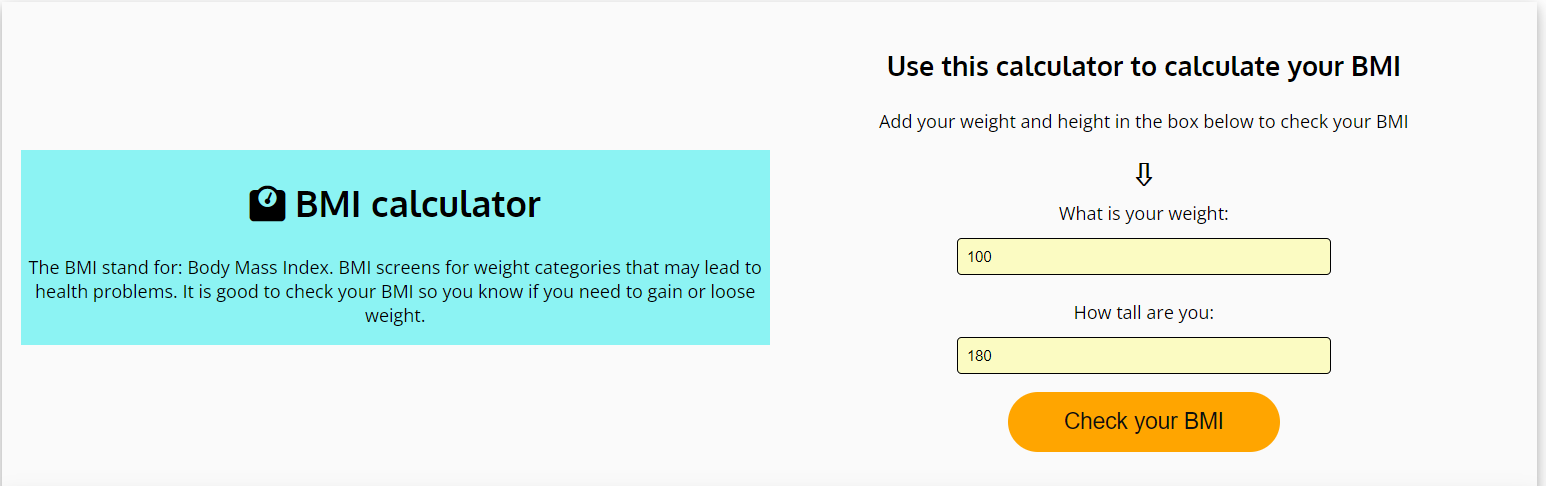 BMI calculator
The BMI stand for: Body Mass Index. BMI screens for weight categories that may lead to
health problems. It is good to check your BMI so you know if you need to gain or loose
weight.
Use this calculator to calculate your BMI
Add your weight and height in the box below to check your BMI
What is your weight:
100
How tall are you:
180
Check your BMI